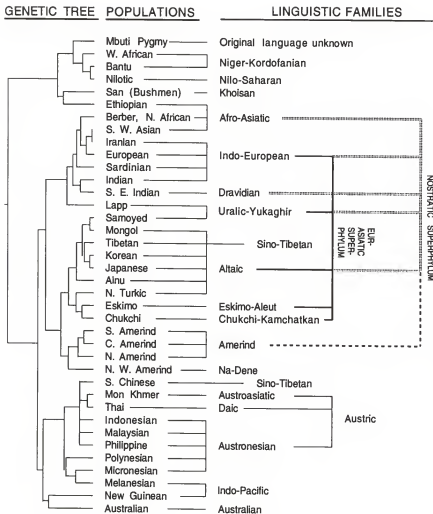 GENETIC TREE POPULATIONS LINGUISTIC FAMILIES
Mbuti Pygmy Original language unknown
W. African
Bantu Niger-Kordofanian
Nilotic Nilo-Saharan
San (Bushmen) Khoisan
Ethiopian
Berber, N. African Afro-Asiatic
S. W. Asian
Iranian
European Indo-European
Sardinian
Indian
S. E. Indian Dravidian
Lapp Uralic-Yukaghir
Samoyed
Mongol
Tibetan Sino-Tibetan
Korean
Japanese Altaic
Ainu
N. Turkic
Eskimo Eskimo-Aleut
Chukchi Chukchi-Kamchatkan
S. Amerind
C. Amerind Amerind
N. Amerind
N. W. Amerind Na-Dene
S. Chinese Sino-Tibetan
Mon Khmer Austroasiatic
Thai Daic
Austric
Indonesian
Malaysian
Philippine Austronesian
Polynesian
Micronesian
Melanesian
Indo-Pacific
New Guinean
Australian Australian
EUR-
ASIATIC
SUPER-
PHYLUM
NOSTRATIC SUPERPHYLUM